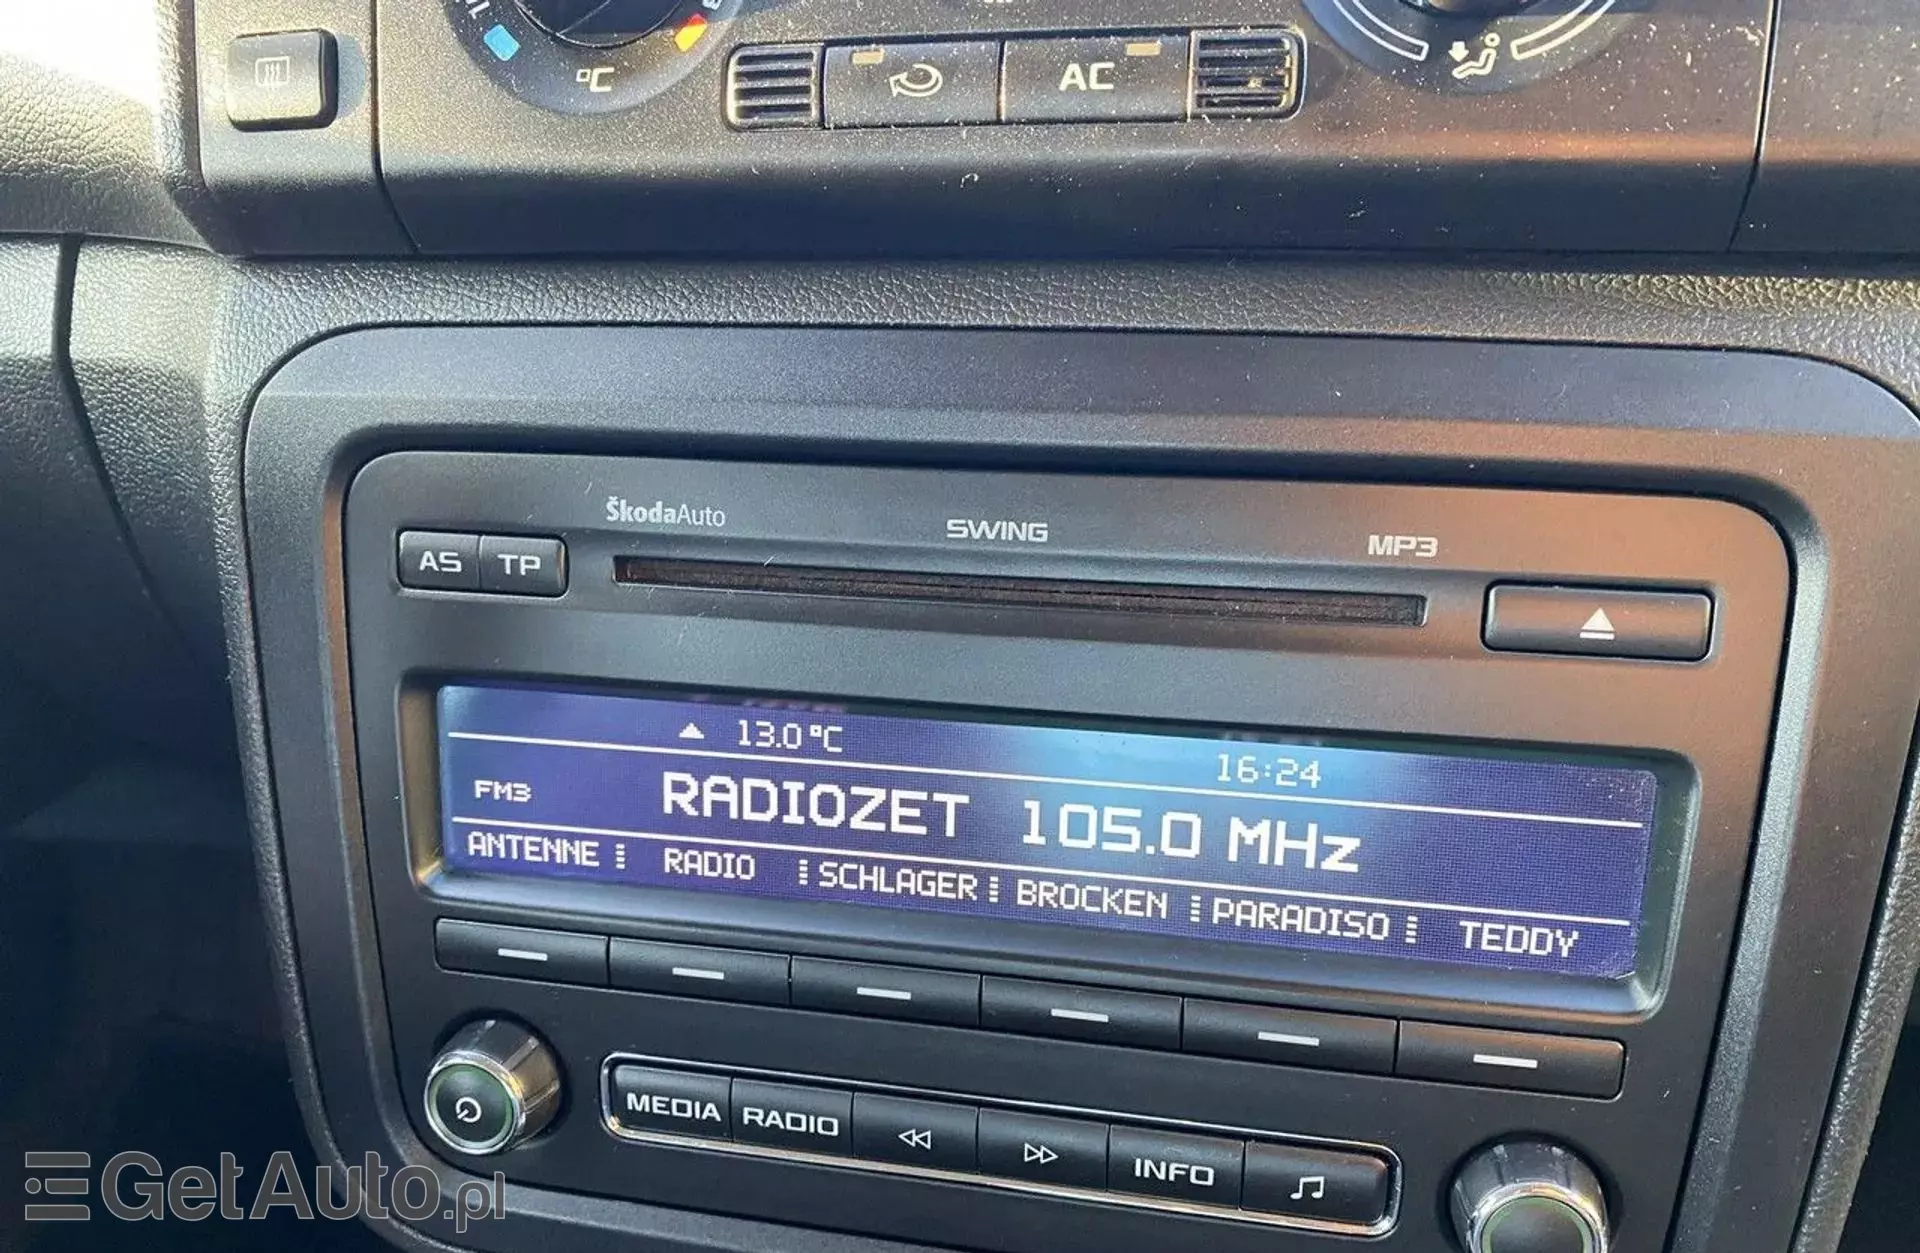 °C
AC
ŠkodaAuto
SWING
MP3
AS TP
13.0 °C
16:24
FM3
RADIOZET 105.0 MHz
ANTENNE RADIO SCHLAGER BROCKEN PARADISO TEDDY
MEDIA RADIO INFO
GetAuto.pl